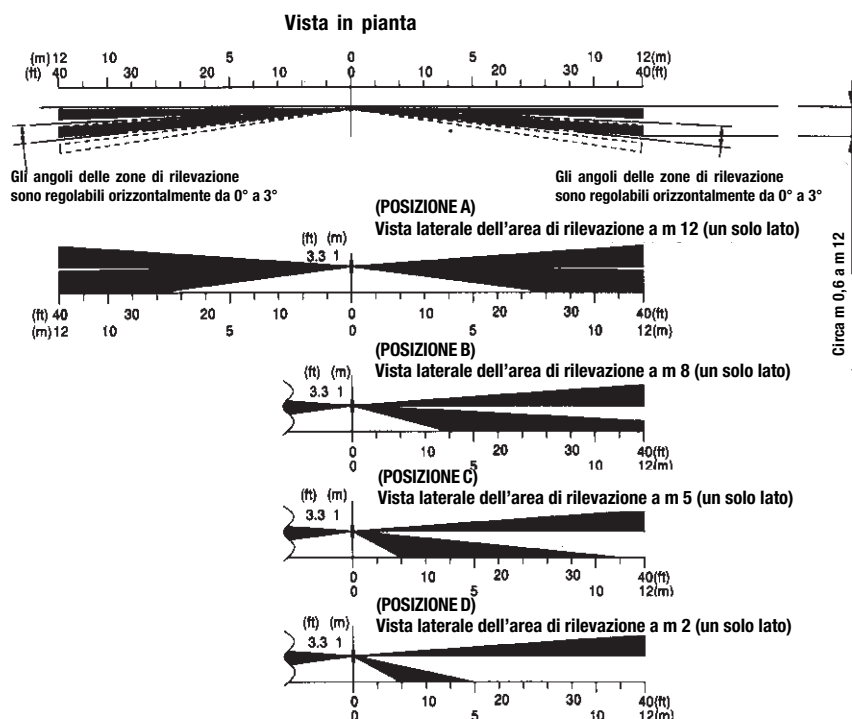 Vista in pianta
(m) 12 10 5 0 5 10 12(m)
(ft) 40 30 20 10 0 10 20 30 40(ft)
Gli angoli delle zone di rilevazione
sono regolabili orizzontalmente da 0° a 3°
Gli angoli delle zone di rilevazione
sono regolabili orizzontalmente da 0° a 3°
Circa m 0,6 a m 12
(POSIZIONE A)
Vista laterale dell'area di rilevazione a m 12 (un solo lato)
(ft) (m)
3.3 1
(ft) 40 30 20 10 0 10 20 30 40(ft)
(m) 12 10 5 0 5 10 12(m)
(POSIZIONE B)
Vista laterale dell'area di rilevazione a m 8 (un solo lato)
(ft) (m)
3.3 1
0 10 20 30 40(ft)
0 5 10 12(m)
(POSIZIONE C)
Vista laterale dell'area di rilevazione a m 5 (un solo lato)
(ft) (m)
3.3 1
0 10 20 30 40(ft)
0 5 10 12(m)
(POSIZIONE D)
Vista laterale dell'area di rilevazione a m 2 (un solo lato)
(ft) (m)
3.3 1
0 10 20 30 40(ft)
0 5 10 12(m)